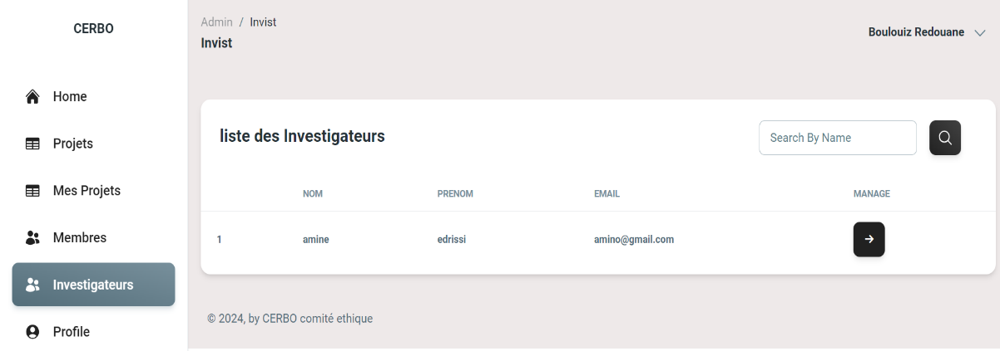 CERBO
Home
Projets
Mes Projets
Membres
Investigateurs
Profile
Admin / Invist
Invist
Boulouiz Redouane
liste des Investigateurs
Search By Name
NOM PRENOM EMAIL MANAGE
1 amine edrissi amino@gmail.com
© 2024, by CERBO comité ethique